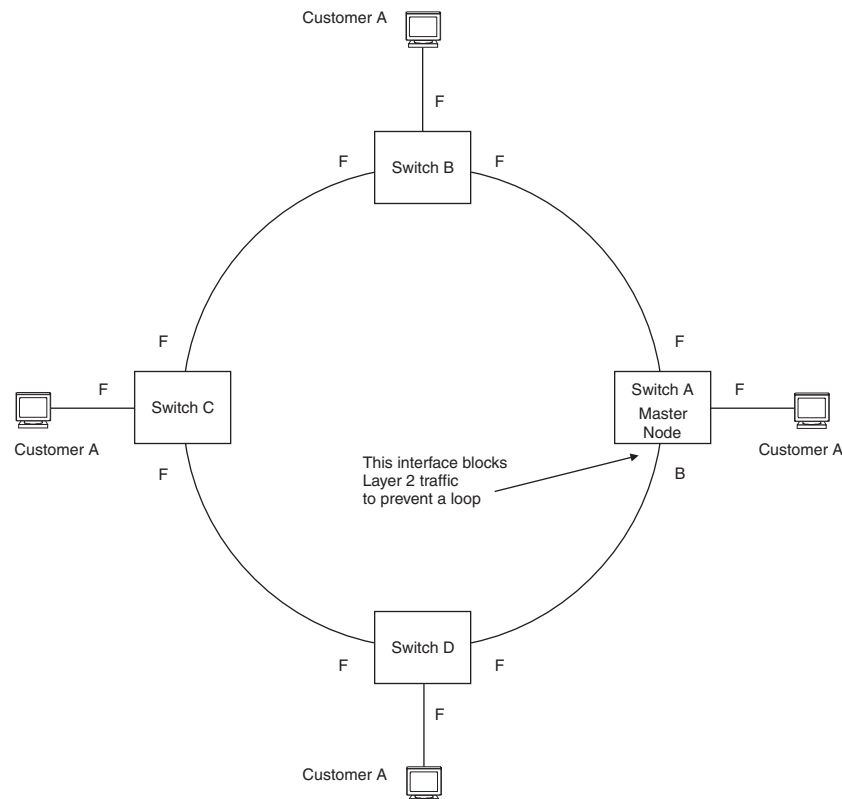 Customer A
F
F
Switch B
F
F
F
F
Switch C
Switch A
F
Master
Node
Customer A
Customer A
F
This interface blocks
Layer 2 traffic
to prevent a loop
B
Switch D
F
F
F
Customer A